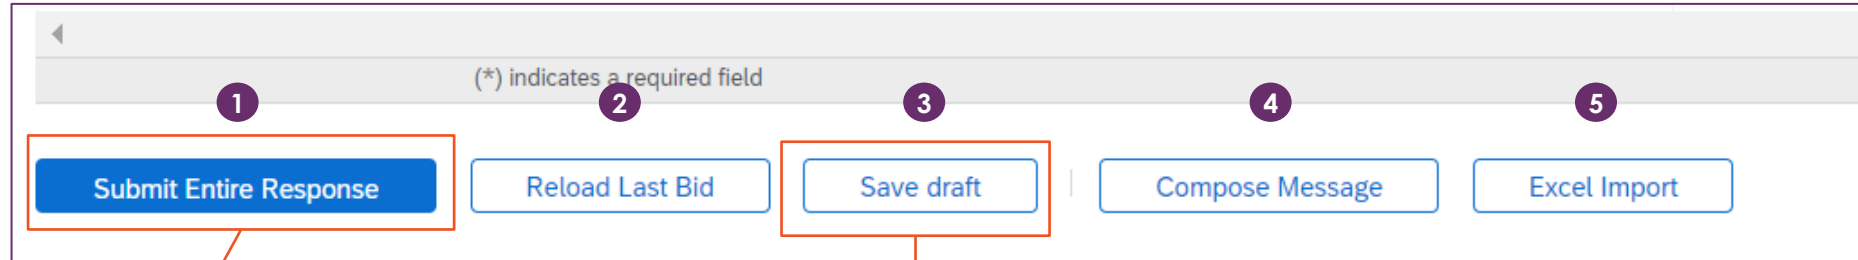 (*) indicates a required field
1 2 3 4 5
Submit Entire Response Reload Last Bid Save draft Compose Message Excel Import